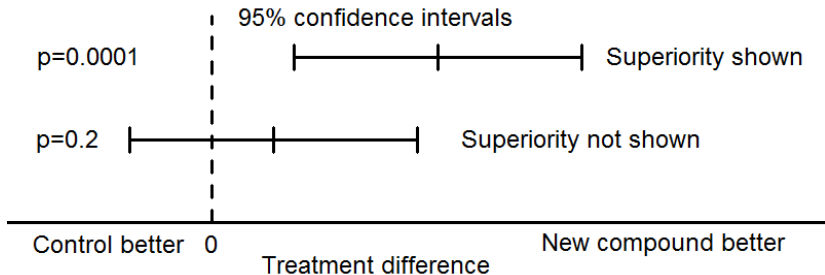 95% confidence intervals
p=0.0001 Superiority shown
p=0.2 Superiority not shown
Control better 0 New compound better
Treatment difference